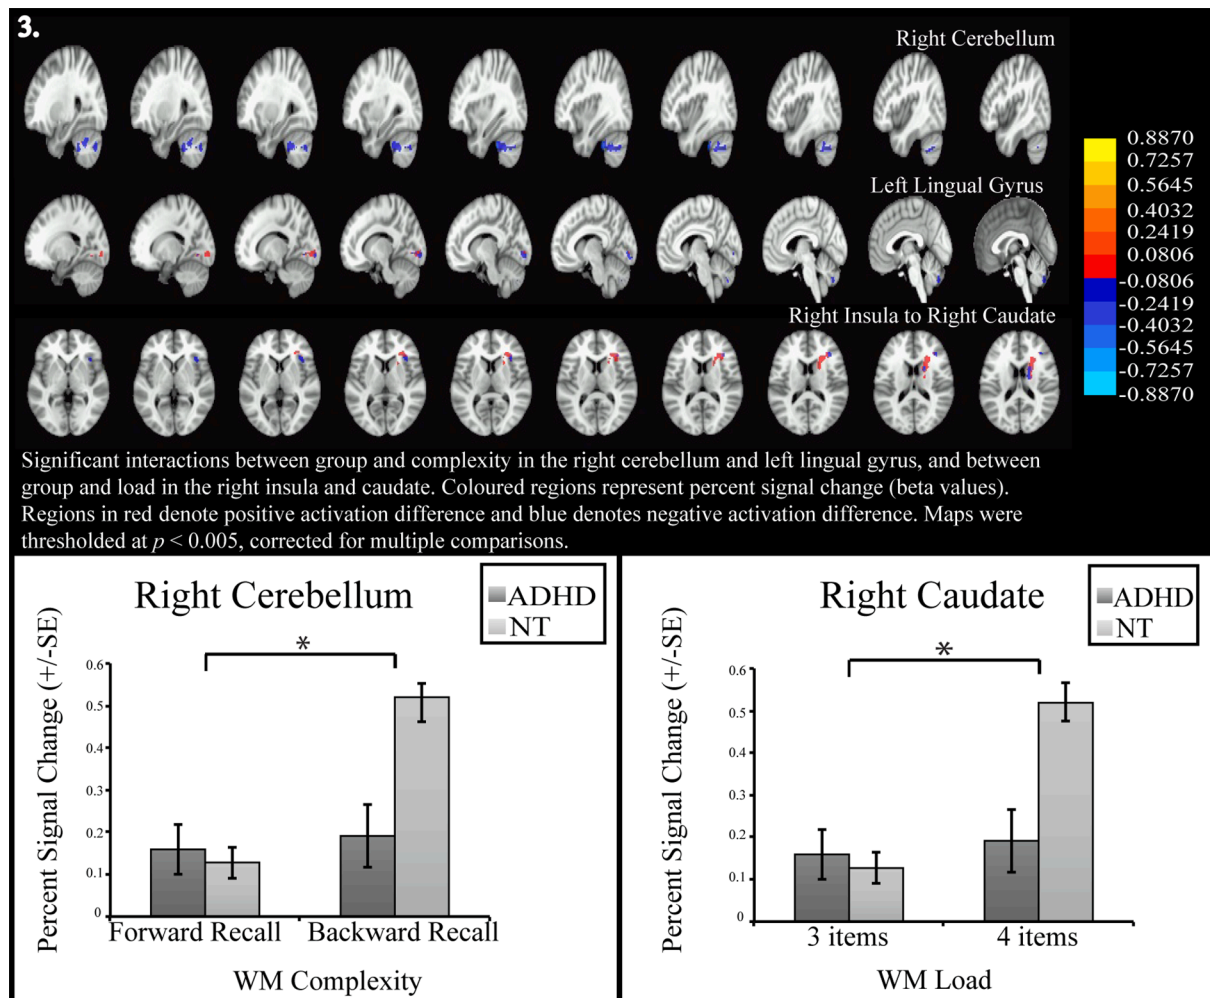 3.
Right Cerebellum
Left Lingual Gyrus
Right Insula to Right Caudate
0.8870
0.7257
0.5645
0.4032
0.2419
0.0806
-0.0806
-0.2419
-0.4032
-0.5645
-0.7257
-0.8870
Significant interactions between group and complexity in the right cerebellum and left lingual gyrus, and between
group and load in the right insula and caudate. Coloured regions represent percent signal change (beta values).
Regions in red denote positive activation difference and blue denotes negative activation difference. Maps were
thresholded at p < 0.005, corrected for multiple comparisons.
Right Cerebellum
ADHD
NT
*
Percent Signal Change (+/-SE)
0.6
0.5
0.4
0.3
0.2
0.1
0
Forward Recall
Backward Recall
WM Complexity
Right Caudate
ADHD
NT
*
Percent Signal Change (+/-SE)
0.6
0.5
0.4
0.3
0.2
0.1
0
3 items
4 items
WM Load